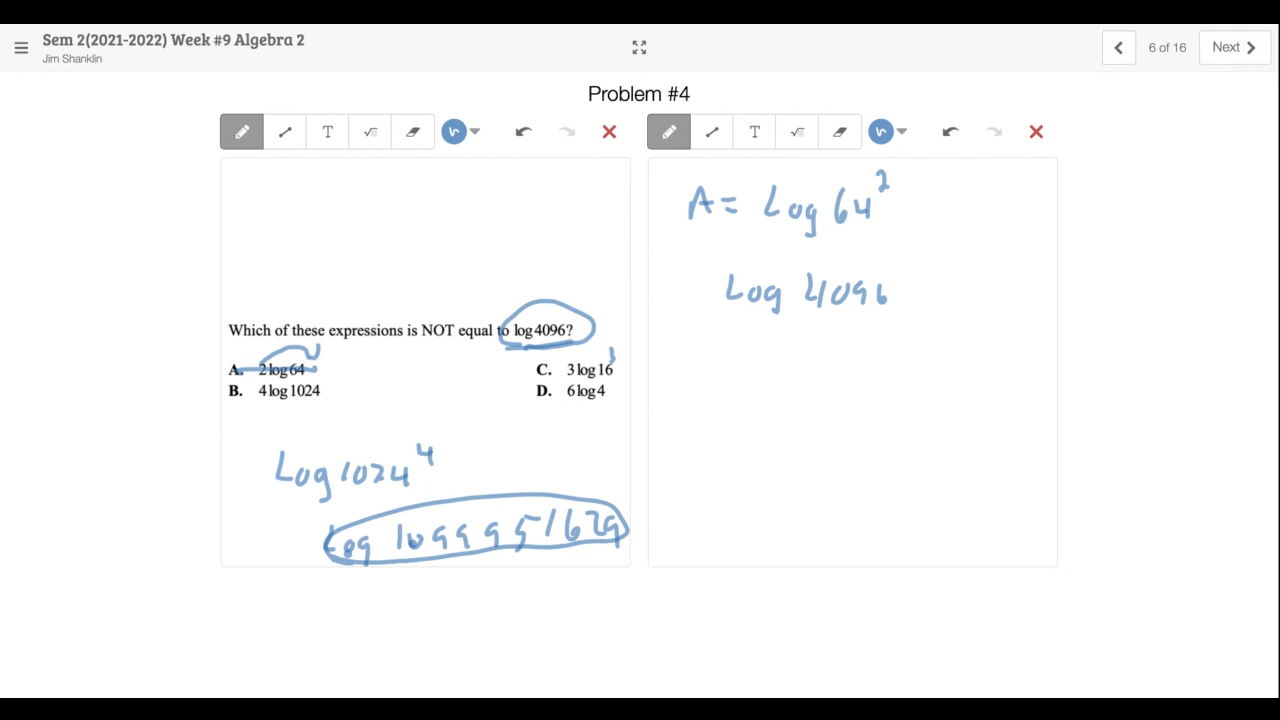 Sem 2(2021-2022) Week #9 Algebra 2
Jim Shanklin
6 of 16
Next
Problem #4
T
√x
T
√x
Which of these expressions is NOT equal to log 4096?
A. 2 log 64
C. 3 log 16
B. 4 log 1024
D. 6 log 4
3
Log 1024^4
Log 10999951629
A = Log 64^2
Log 4096